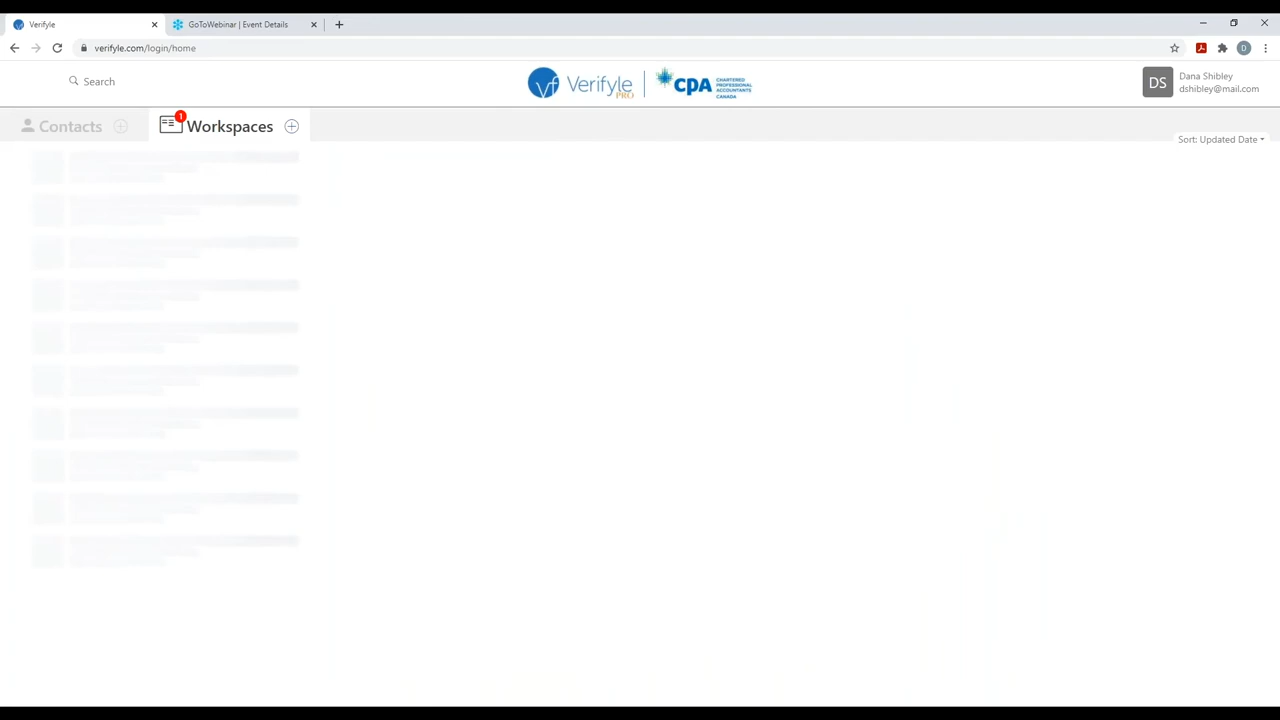 Verifyle
GoToWebinar | Event Details
verifyle.com/login/home
Search
vf Verifyle PRO
CPA CHARTERED PROFESSIONAL ACCOUNTANTS CANADA
DS
Dana Shibley
dshibley@mail.com
D
Contacts
1
Workspaces
Sort: Updated Date